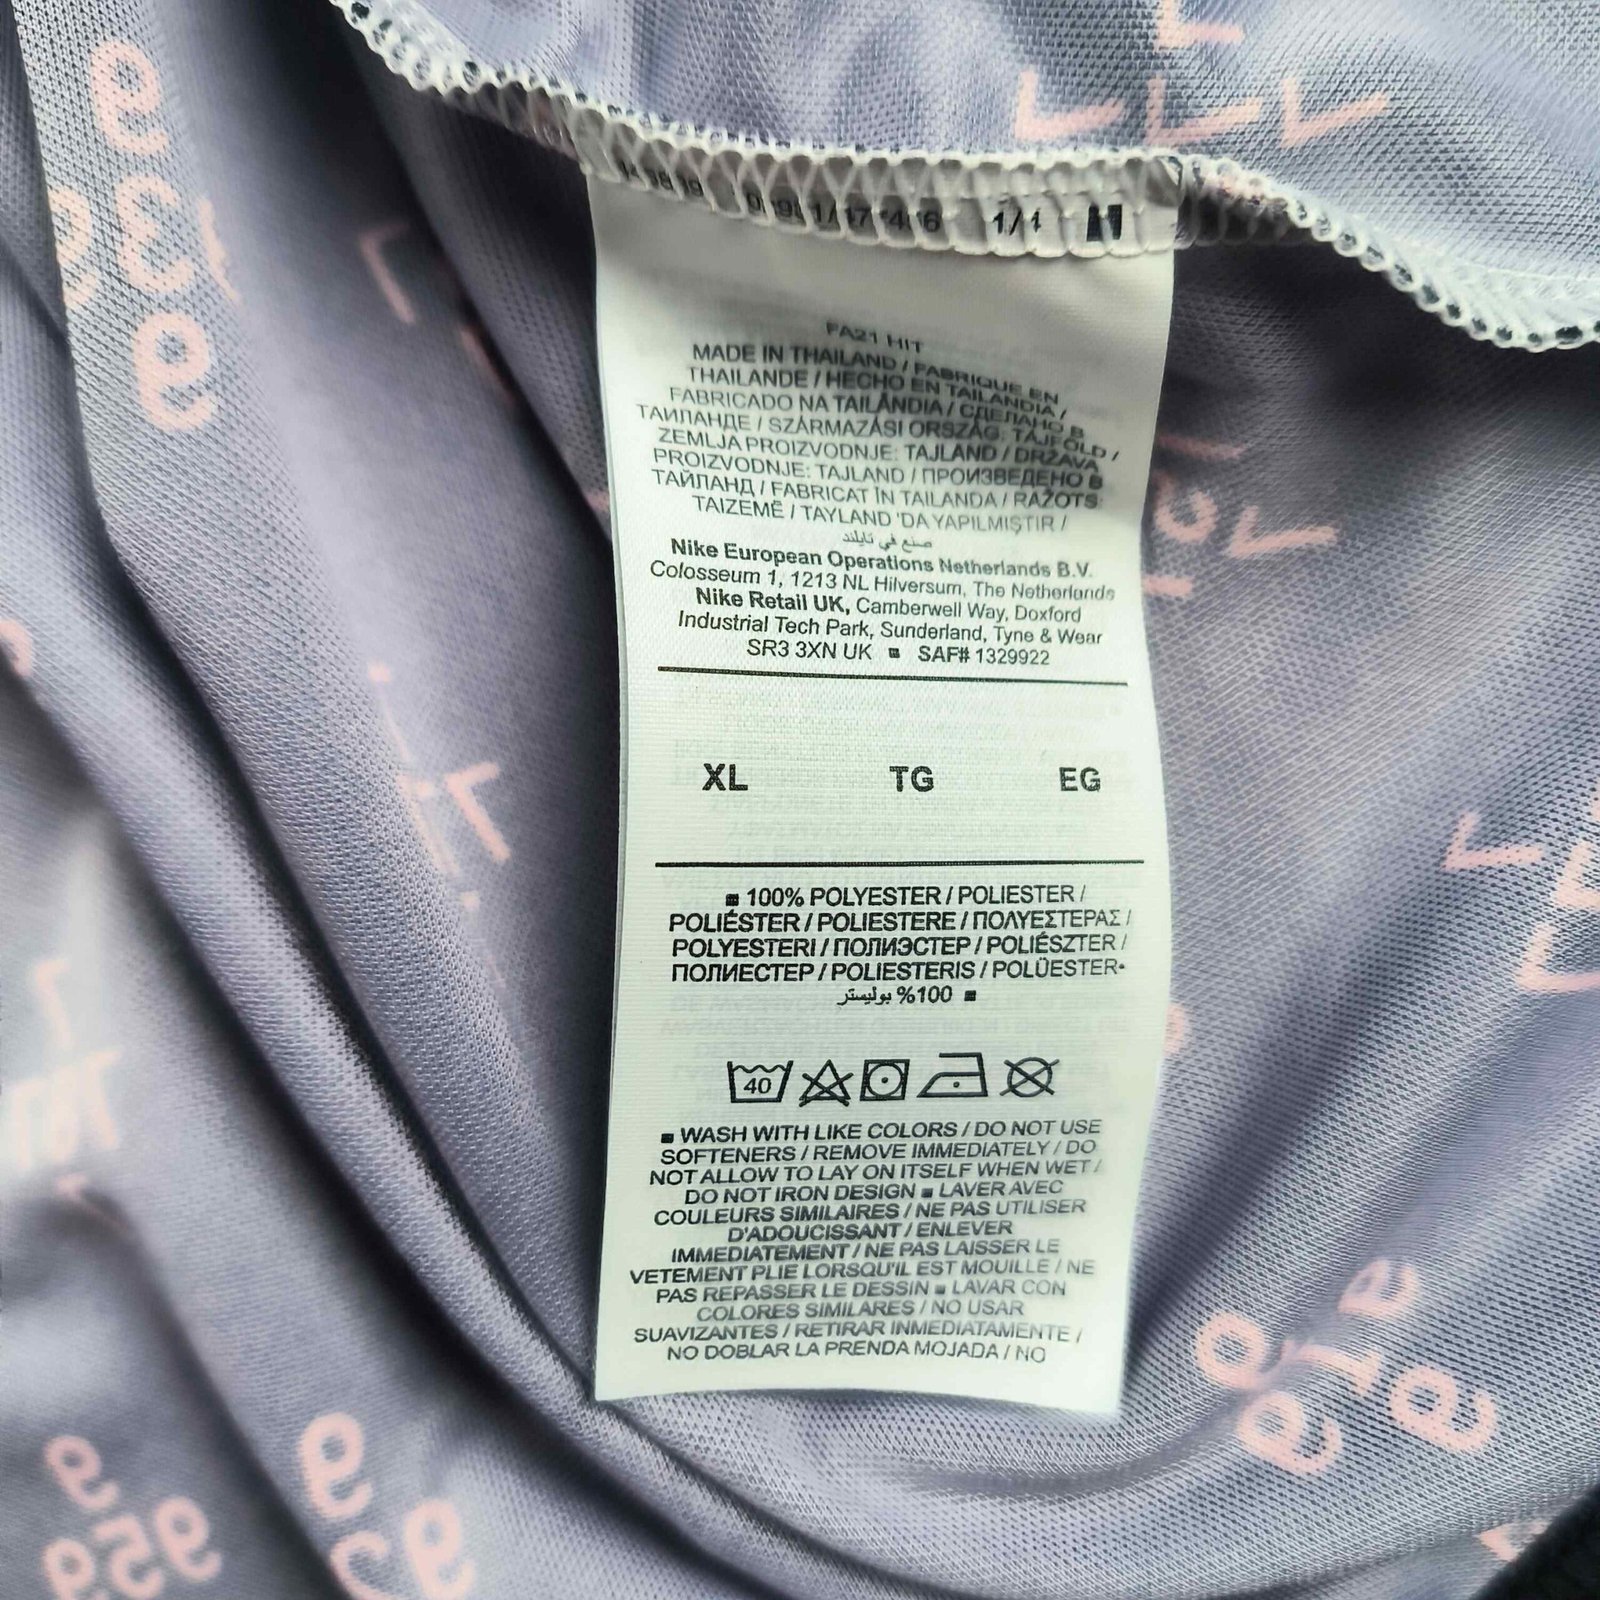 1/1
FA21 HIT
MADE IN THAILAND / FABRIQUE EN
THAILANDE / HECHO EN TAILANDIA /
FABRICADO NA TAILÂNDIA / СДЕЛАНО В
ТАИЛАНДЕ / SZÁRMAZÁSI ORSZÁG: TÁJFÖLD /
ZEMLJA PROIZVODNJE: TAJLAND / DRŽAVA
PROIZVODNJE: TAJLAND / ПРОИЗВЕДЕНО В
ТАЙЛАНД / FABRICAT ÎN TAILANDA / RAŽOTS:
TAIZEMĒ / TAYLAND 'DA YAPILMIŞTIR /
صنع في تايلند
Nike European Operations Netherlands B.V.
Colosseum 1, 1213 NL Hilversum, The Netherlands
Nike Retail UK, Camberwell Way, Doxford
Industrial Tech Park, Sunderland, Tyne & Wear
SR3 3XN UK ■ SAF# 1329922
XL TG EG
■ 100% POLYESTER / POLIESTER /
POLIÉSTER / POLIESTERE / ΠΟΛΥΕΣΤΕΡΑΣ /
POLYESTERI / ПОЛИЭСТЕР / POLIÉSZTER /
ПОЛИЕСТЕР / POLIESTERIS / POLÜESTER•
100% بوليستر ■
40
■ WASH WITH LIKE COLORS / DO NOT USE
SOFTENERS / REMOVE IMMEDIATELY / DO
NOT ALLOW TO LAY ON ITSELF WHEN WET /
DO NOT IRON DESIGN ■ LAVER AVEC
COULEURS SIMILAIRES / NE PAS UTILISER
D'ADOUCISSANT / ENLEVER
IMMEDIATEMENT / NE PAS LAISSER LE
VETEMENT PLIE LORSQU'IL EST MOUILLE / NE
PAS REPASSER LE DESSIN ■ LAVAR CON
COLORES SIMILARES / NO USAR
SUAVIZANTES / RETIRAR INMEDIATAMENTE /
NO DOBLAR LA PRENDA MOJADA / NO